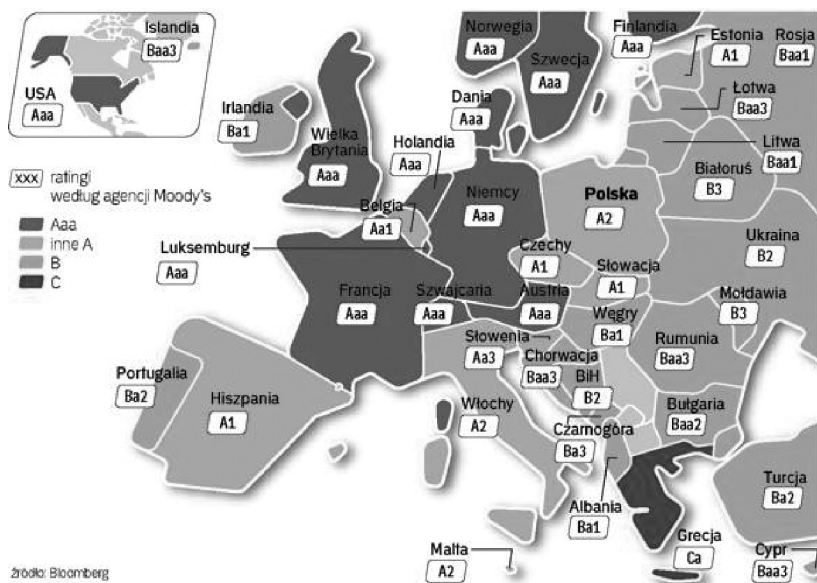 Islandia
Baa3
USA
Aaa
xxx ratingi
według agencji Moody's
Aaa
inne A
B
C
Norwegia
Aaa
Szwecja
Aaa
Finlandia
Aaa
Estonia
A1
Rosja
Baa1
Łotwa
Baa3
Litwa
Baa1
Białoruś
B3
Irlandia
Ba1
Wielka
Brytania
Aaa
Dania
Aaa
Holandia
Aaa
Belgia
Aa1
Niemcy
Aaa
Polska
A2
Ukraina
B2
Luksemburg
Aaa
Czechy
A1
Słowacja
A1
Mołdawia
B3
Francja
Aaa
Szwajcaria
Aaa
Austria
Aaa
Węgry
Ba1
Rumunia
Baa3
Słowenia
Aa3
Chorwacja
Baa3
BiH
B2
Portugalia
Ba2
Hiszpania
A1
Włochy
A2
Czarnogóra
Ba3
Bułgaria
Baa2
Albania
Ba1
Turcja
Ba2
Malta
A2
Grecja
Ca
Cypr
Baa3
źródło: Bloomberg